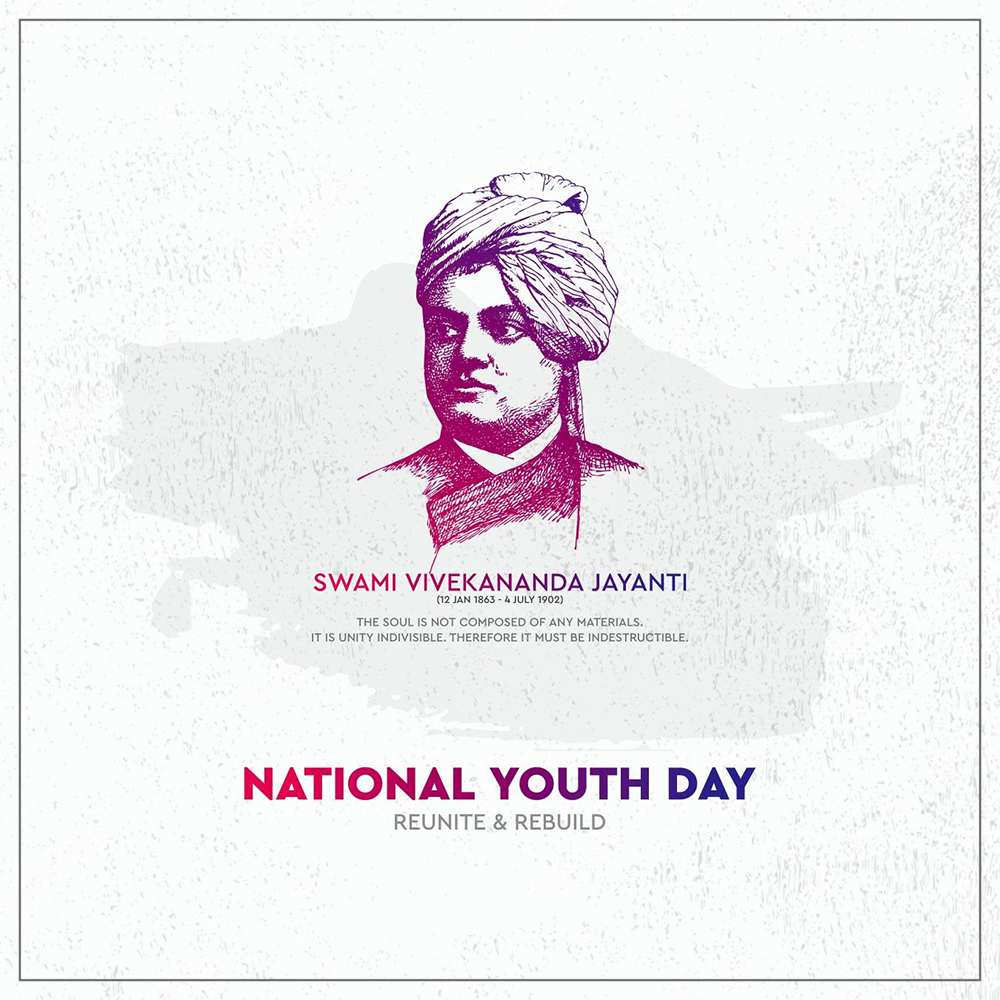 SWAMI VIVEKANANDA JAYANTI
(12 JAN 1863 - 4 JULY 1902)
THE SOUL IS NOT COMPOSED OF ANY MATERIALS.
IT IS UNITY INDIVISIBLE. THEREFORE IT MUST BE INDESTRUCTIBLE.
NATIONAL YOUTH DAY
REUNITE & REBUILD